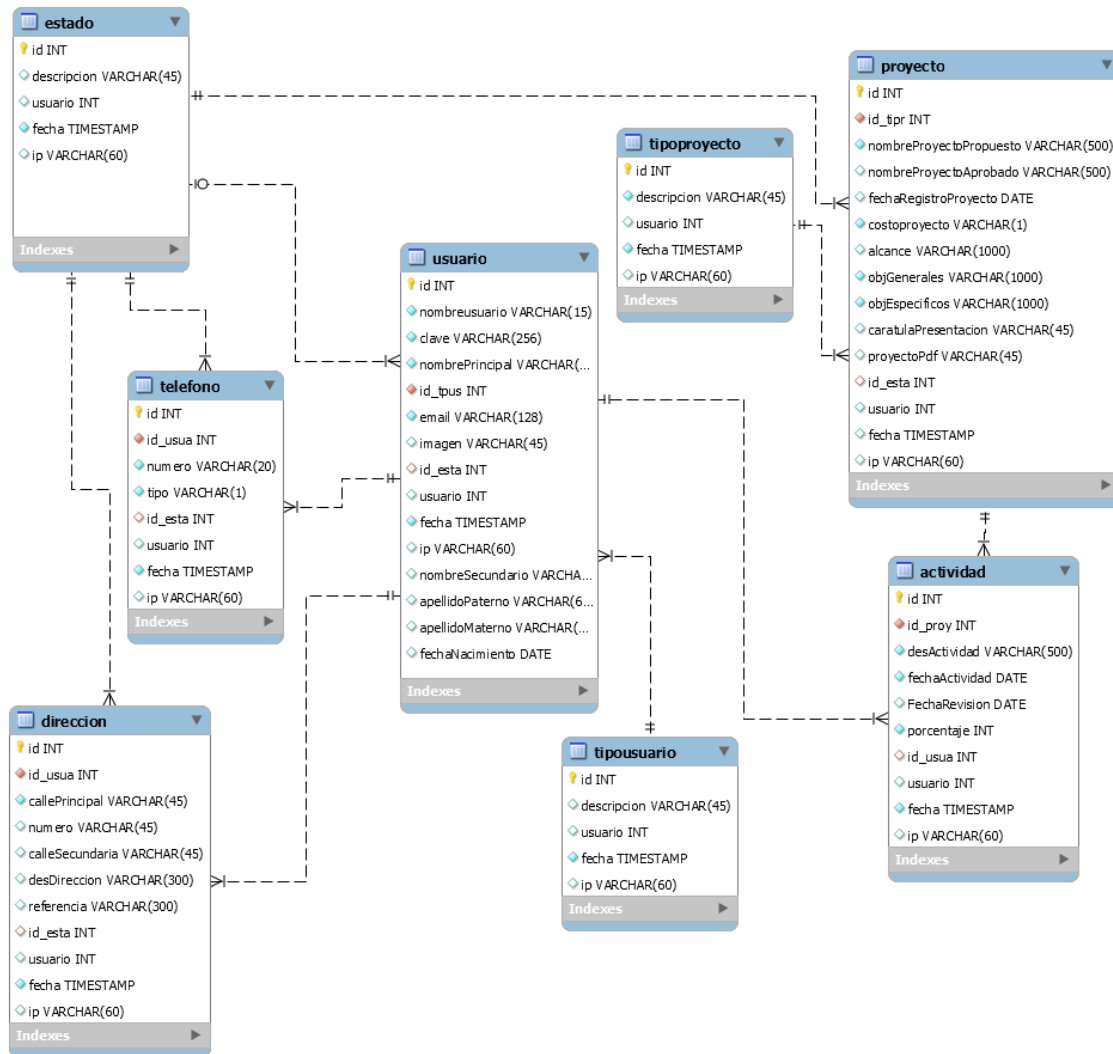 estado
id INT
descripcion VARCHAR(45)
usuario INT
fecha TIMESTAMP
ip VARCHAR(60)
Indexes
proyecto
id INT
id_tipr INT
nombreProyectoPropuesto VARCHAR(500)
nombreProyectoAprobado VARCHAR(500)
fechaRegistroProyecto DATE
costoproyecto VARCHAR(1)
alcance VARCHAR(1000)
objGenerales VARCHAR(1000)
objEspecificos VARCHAR(1000)
caratulaPresentacion VARCHAR(45)
proyectoPdf VARCHAR(45)
id_esta INT
usuario INT
fecha TIMESTAMP
ip VARCHAR(60)
Indexes
tipoproyecto
id INT
descripcion VARCHAR(45)
usuario INT
fecha TIMESTAMP
ip VARCHAR(60)
Indexes
usuario
id INT
nombreusuario VARCHAR(15)
clave VARCHAR(256)
nombrePrincipal VARCHAR(...
id_tpus INT
email VARCHAR(128)
imagen VARCHAR(45)
id_esta INT
usuario INT
fecha TIMESTAMP
ip VARCHAR(60)
nombreSecundario VARCHA...
apellidoPaterno VARCHAR(6...
apellidoMaterno VARCHAR(...
fechaNacimiento DATE
Indexes
telefono
id INT
id_usua INT
numero VARCHAR(20)
tipo VARCHAR(1)
id_esta INT
usuario INT
fecha TIMESTAMP
ip VARCHAR(60)
Indexes
actividad
id INT
id_proy INT
desActividad VARCHAR(500)
fechaActividad DATE
FechaRevision DATE
porcentaje INT
id_usua INT
usuario INT
fecha TIMESTAMP
ip VARCHAR(60)
Indexes
direccion
id INT
id_usua INT
callePrincipal VARCHAR(45)
numero VARCHAR(45)
calleSecundaria VARCHAR(45)
desDireccion VARCHAR(300)
referencia VARCHAR(300)
id_esta INT
usuario INT
fecha TIMESTAMP
ip VARCHAR(60)
Indexes
tipousuario
id INT
descripcion VARCHAR(45)
usuario INT
fecha TIMESTAMP
ip VARCHAR(60)
Indexes